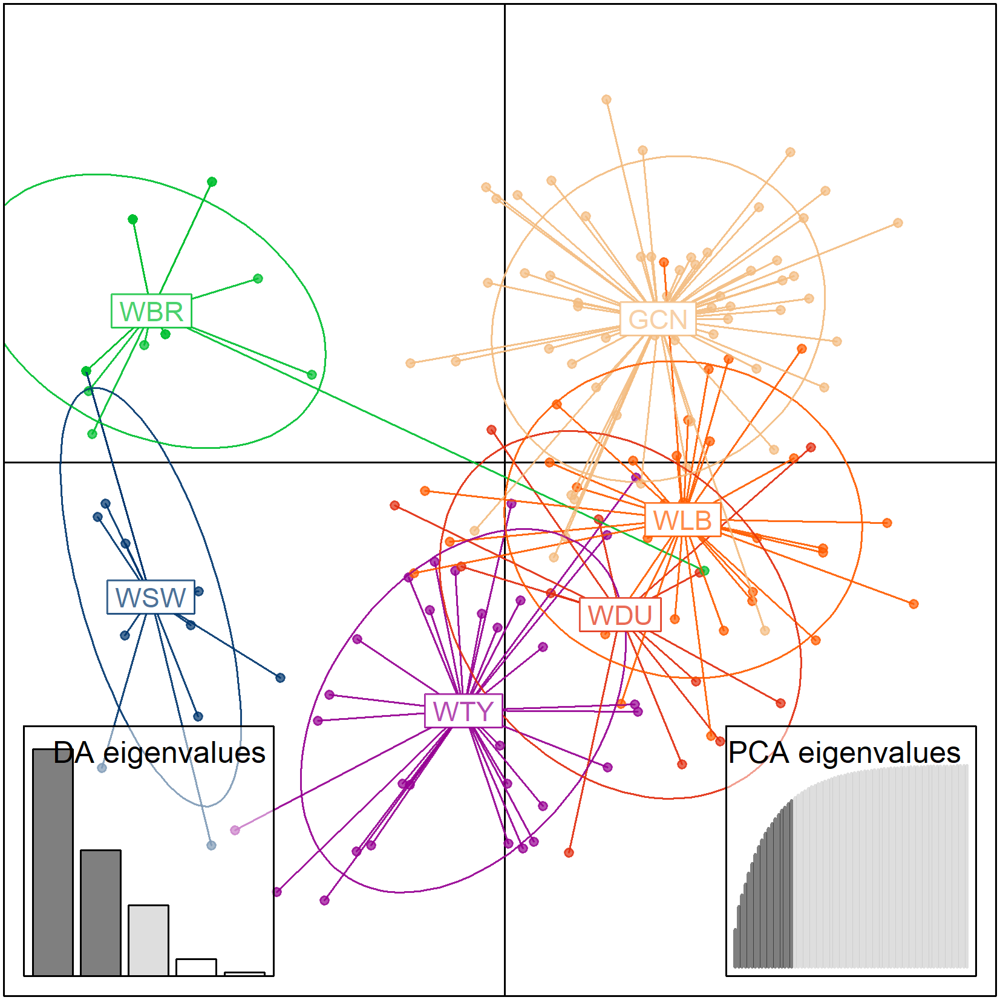 WBR
GCN
WLB
WSW
WDU
WTY
DA eigenvalues
PCA eigenvalues